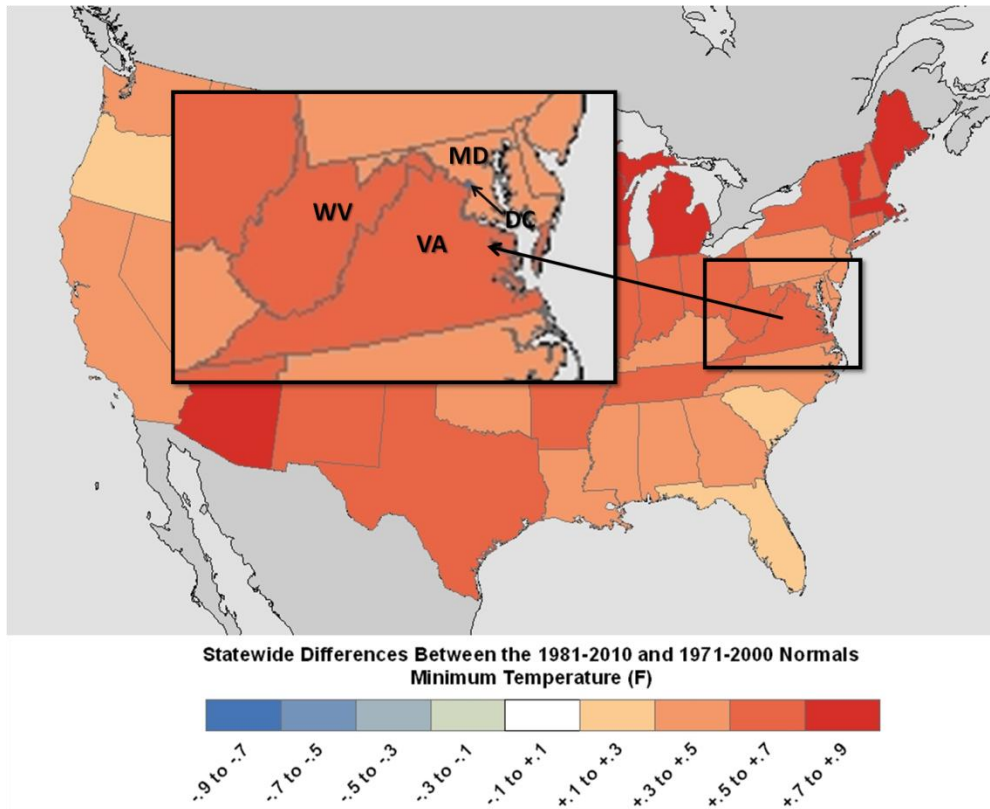 MD
WV
DC
VA
Statewide Differences Between the 1981-2010 and 1971-2000 Normals
Minimum Temperature (F)
-.9 to -.7
-.7 to -.5
-.5 to -.3
-.3 to -.1
-.1 to +.1
+.1 to +.3
+.3 to +.5
+.5 to +.7
+.7 to +.9